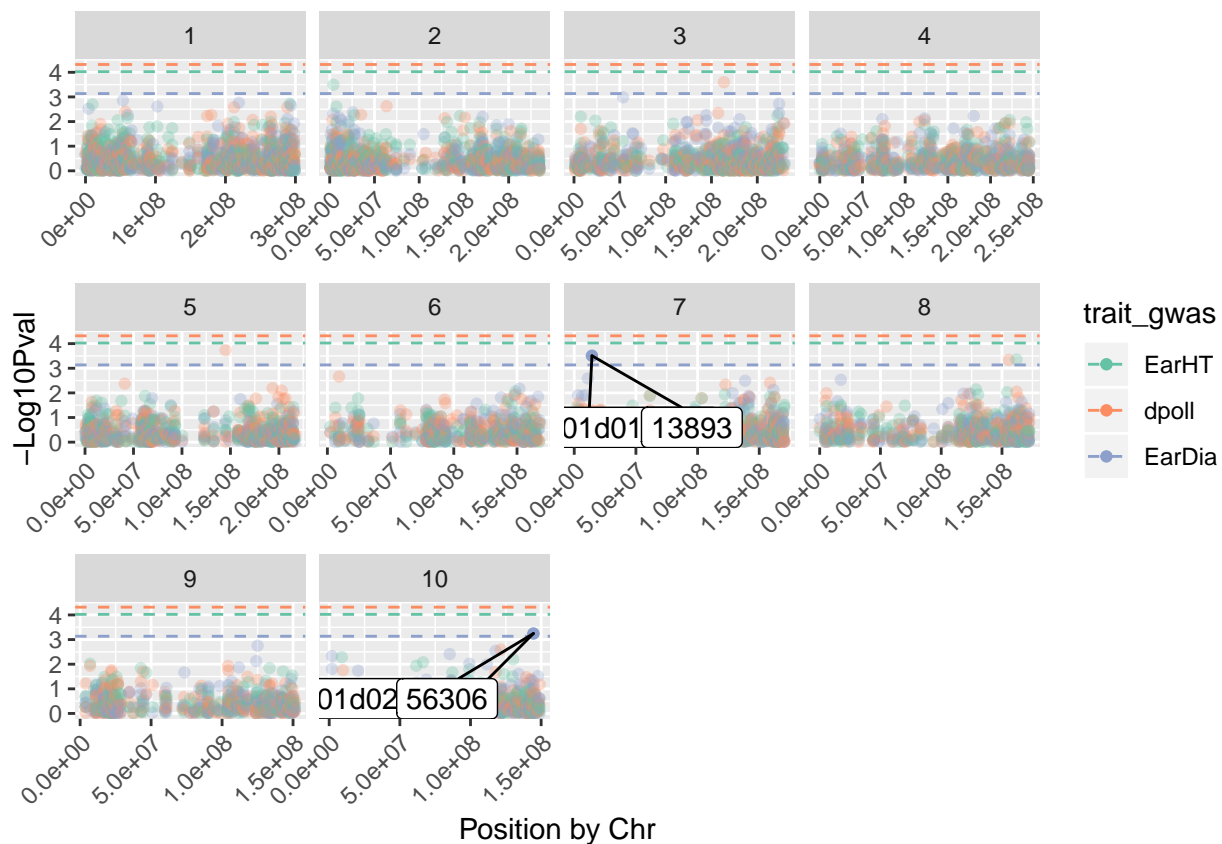 1 2 3 4
4
3
2
1
0
0e+00 1e+08 2e+08 3e+08
0.0e+00 5.0e+07 1.0e+08 1.5e+08 2.0e+08
0.0e+00 5.0e+07 1.0e+08 1.5e+08 2.0e+08
0.0e+00 5.0e+07 1.0e+08 1.5e+08 2.0e+08 2.5e+08
−Log10Pval
5 6 7 8
4
3
2
1
0
01d01 13893
0.0e+00 5.0e+07 1.0e+08 1.5e+08 2.0e+08
0.0e+00 5.0e+07 1.0e+08 1.5e+08
0.0e+00 5.0e+07 1.0e+08 1.5e+08
0.0e+00 5.0e+07 1.0e+08 1.5e+08
9 10
4
3
2
1
0
01d02 56306
0.0e+00 5.0e+07 1.0e+08 1.5e+08
0.0e+00 5.0e+07 1.0e+08 1.5e+08
Position by Chr
trait_gwas
EarHT
dpoll
EarDia